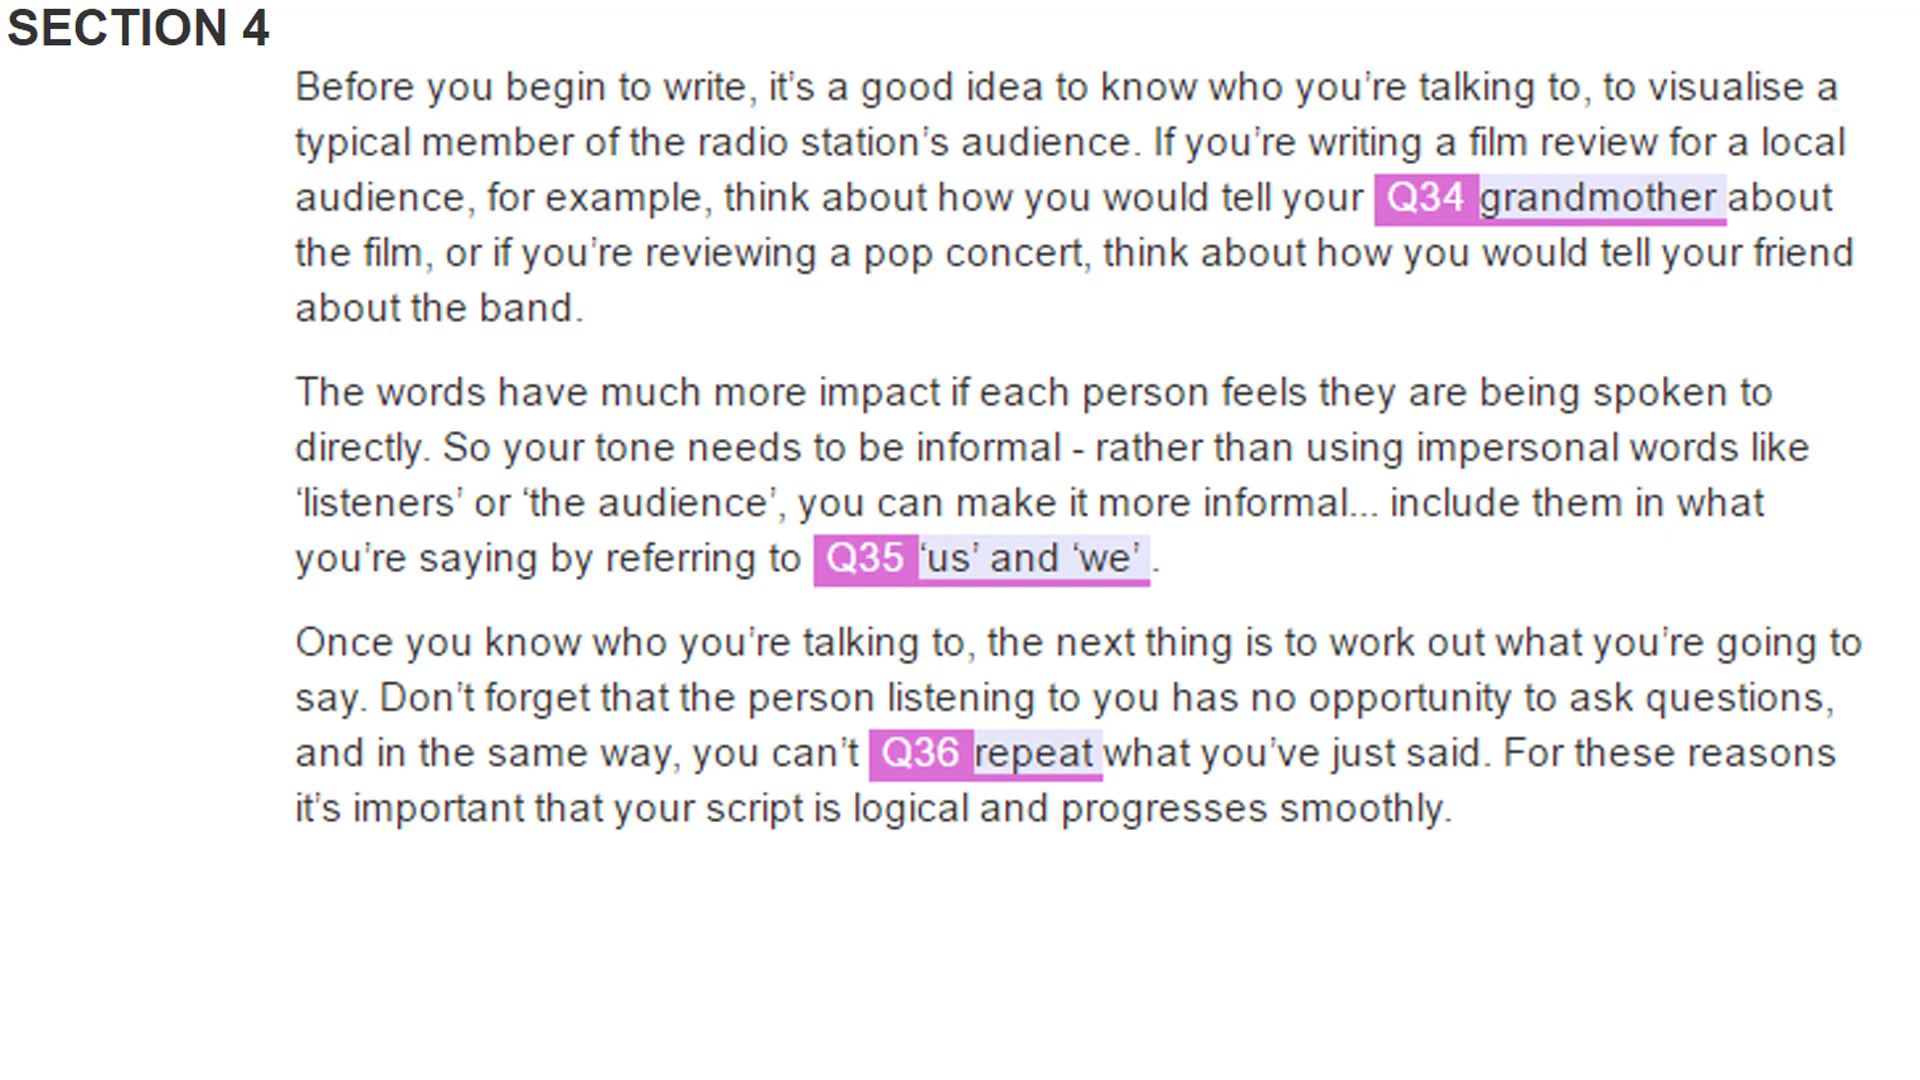 SECTION 4
Before you begin to write, it’s a good idea to know who you’re talking to, to visualise a
typical member of the radio station’s audience. If you’re writing a film review for a local
audience, for example, think about how you would tell your Q34 grandmother about
the film, or if you’re reviewing a pop concert, think about how you would tell your friend
about the band.
The words have much more impact if each person feels they are being spoken to
directly. So your tone needs to be informal - rather than using impersonal words like
‘listeners’ or ‘the audience’, you can make it more informal... include them in what
you’re saying by referring to Q35 ‘us’ and ‘we’ .
Once you know who you’re talking to, the next thing is to work out what you’re going to
say. Don’t forget that the person listening to you has no opportunity to ask questions,
and in the same way, you can’t Q36 repeat what you’ve just said. For these reasons
it’s important that your script is logical and progresses smoothly.